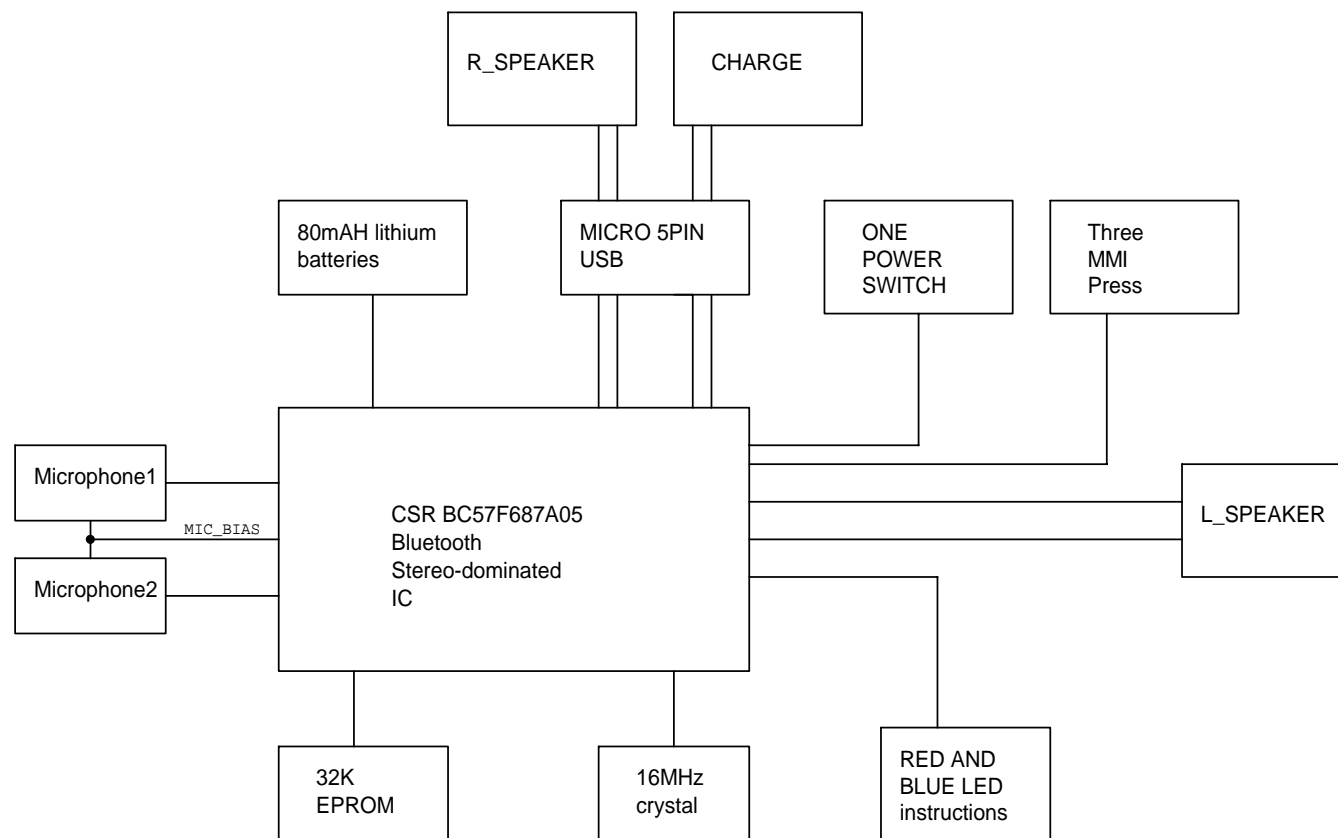 R_SPEAKER
CHARGE
80mAH lithium
batteries
MICRO 5PIN
USB
ONE
POWER
SWITCH
Three
MMI
Press
Microphone1
MIC_BIAS
Microphone2
CSR BC57F687A05
Bluetooth
Stereo-dominated
IC
L_SPEAKER
32K
EPROM
16MHz
crystal
RED AND
BLUE LED
instructions